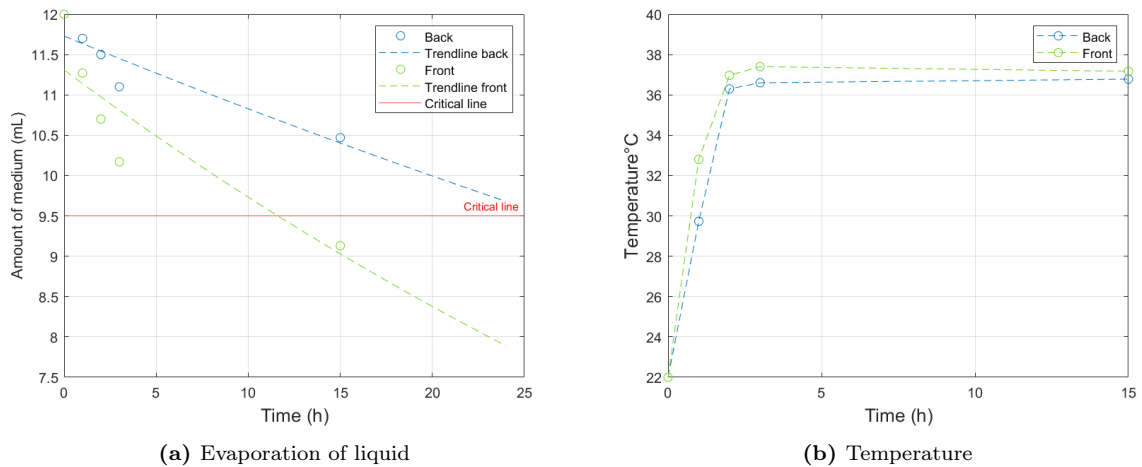 12
11.5
11
10.5
10
9.5
9
8.5
8
7.5
0
5
10
15
20
25
Amount of medium (mL)
Time (h)
Back
Trendline back
Front
Trendline front
Critical line
Critical line
(a) Evaporation of liquid
40
38
36
34
32
30
28
26
24
22
0
5
10
15
Temperature°C
Time (h)
Back
Front
(b) Temperature